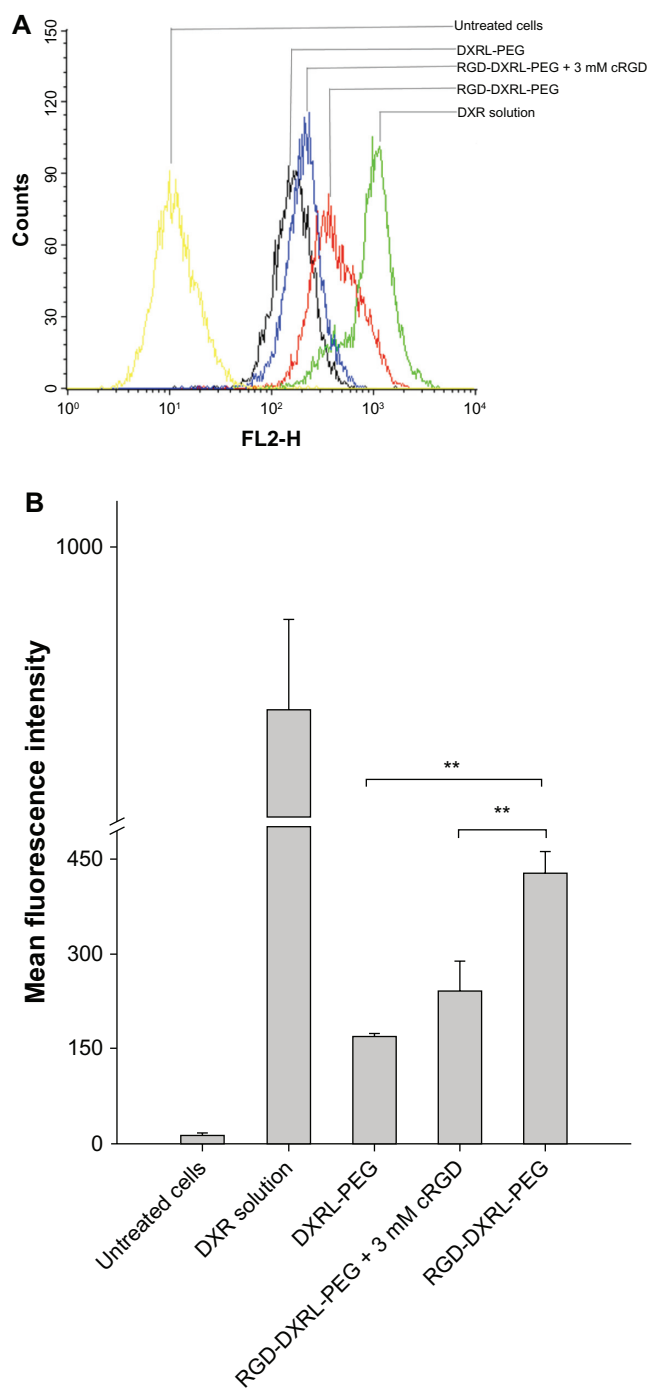 A
Untreated cells
DXRL-PEG
RGD-DXRL-PEG + 3 mM cRGD
RGD-DXRL-PEG
DXR solution
150
120
90
60
30
0
Counts
10⁰ 10¹ 10² 10³ 10⁴
FL2-H
B
1000
450
300
150
0
Mean fluorescence intensity
**
**
Untreated cells
DXR solution
DXRL-PEG
RGD-DXRL-PEG + 3 mM cRGD
RGD-DXRL-PEG